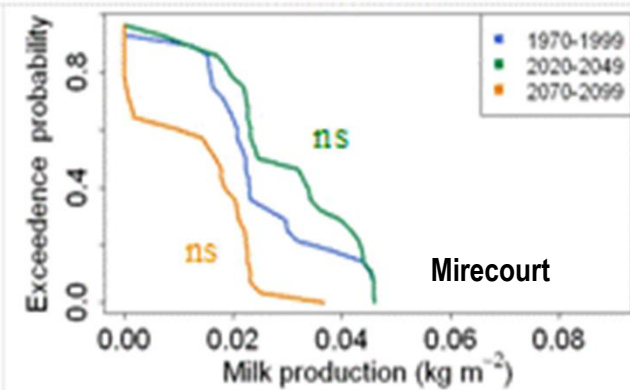 Exceedence probability
0.8
0.4
0.0
1970-1999
2020-2049
2070-2099
ns
ns
Mirecourt
0.00 0.02 0.04 0.06 0.08
Milk production (kg m⁻²)